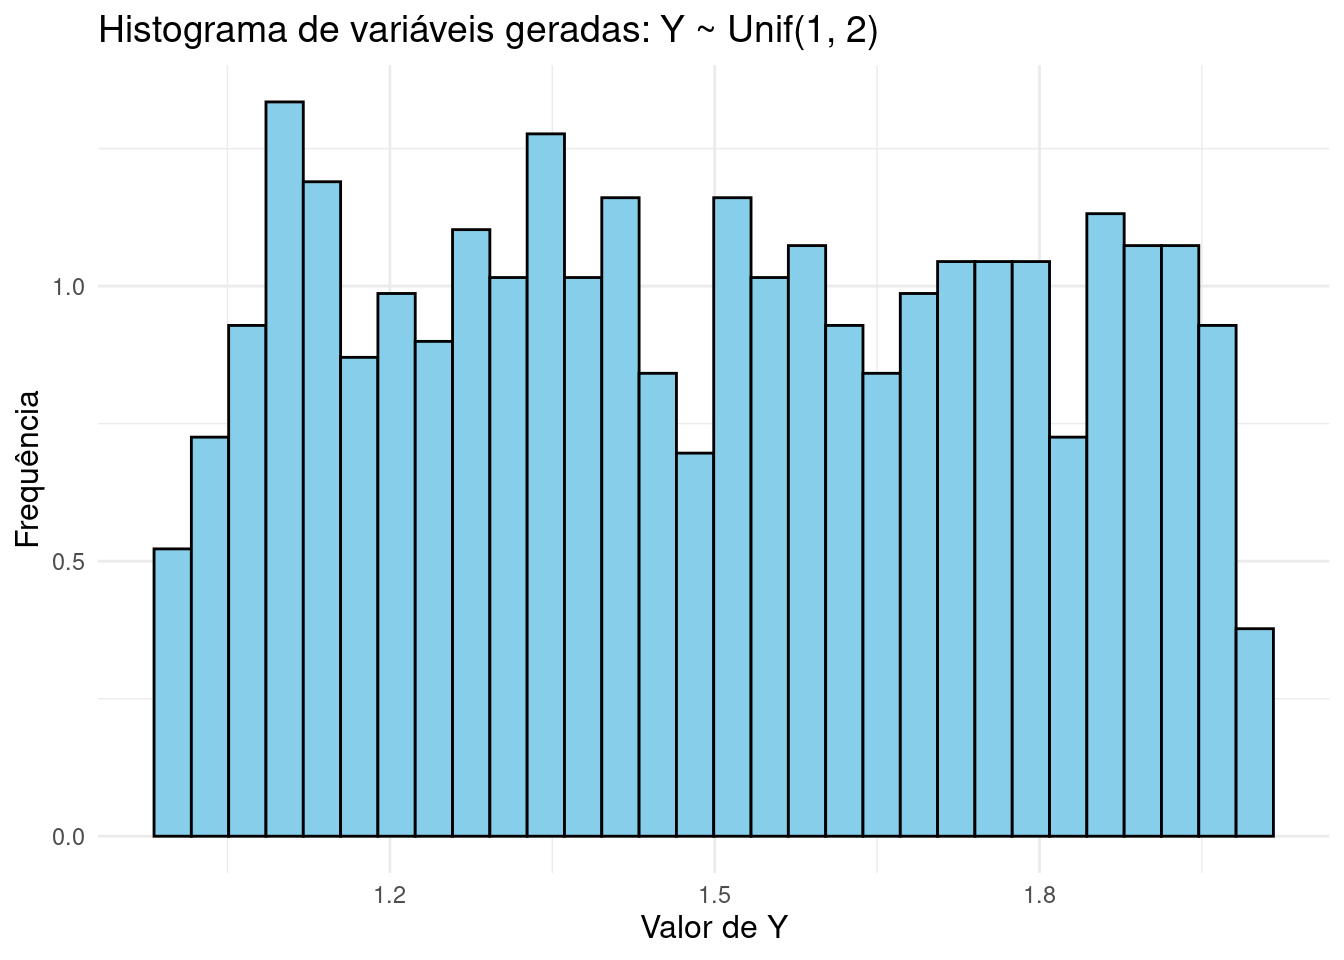 Histograma de variáveis geradas: Y ~ Unif(1, 2)
1.0
0.5
0.0
Frequência
1.2 1.5 1.8
Valor de Y